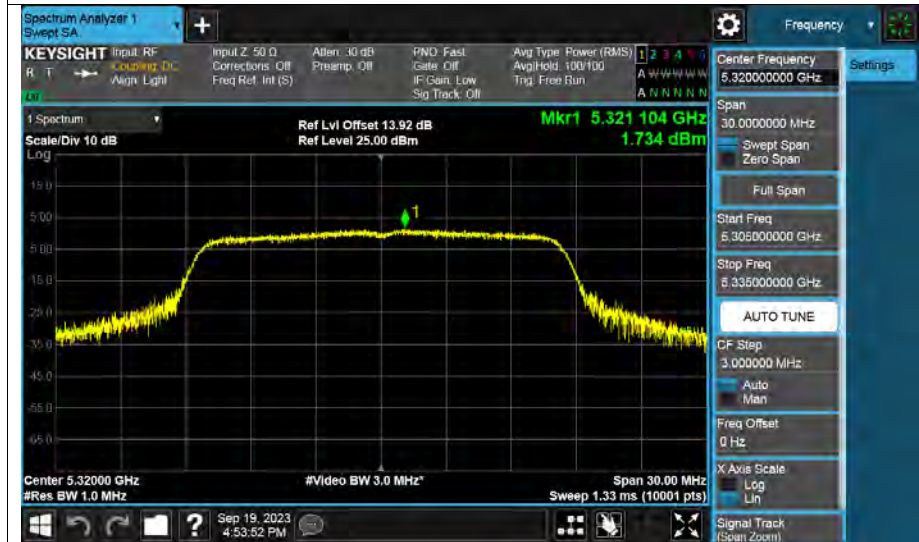 Spectrum Analyzer 1
Swept SA
+
Frequency
KEYSIGHT
R T
Input: RF
Coupling: DC
Align: Light
Input Z: 50 Ω
Corrections: Off
Freq Ref: Int (S)
Atten: 30 dB
Preamp: Off
PNO: Fast
Gate: Off
IF Gain: Low
Sig Track: Off
Avg Type: Power (RMS)
Avg|Hold: 100/100
Trig: Free Run
1 2 3 4 5 6
A W W W W W
A N N N N N
1 Spectrum
Scale/Div 10 dB
Log
Ref Lvl Offset 13.92 dB
Ref Level 25.00 dBm
Mkr1 5.321 104 GHz
1.734 dBm
15.0
5.00
-5.00
-15.0
-25.0
-35.0
-45.0
-55.0
-65.0
1
Center 5.32000 GHz
#Res BW 1.0 MHz
#Video BW 3.0 MHz*
Span 30.00 MHz
Sweep 1.33 ms (10001 pts)
?
Sep 19, 2023
4:53:52 PM
Center Frequency
5.320000000 GHz
Settings
Span
30.0000000 MHz
Swept Span
Zero Span
Full Span
Start Freq
5.305000000 GHz
Stop Freq
5.335000000 GHz
AUTO TUNE
CF Step
3.000000 MHz
Auto
Man
Freq Offset
0 Hz
X Axis Scale
Log
Lin
Signal Track
(Span Zoom)